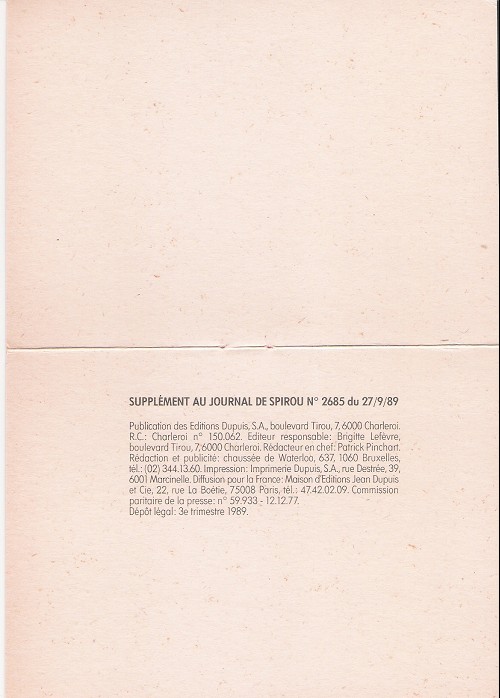 SUPPLÉMENT AU JOURNAL DE SPIROU N° 2685 du 27/9/89
Publication des Editions Dupuis, S.A., boulevard Tirou, 7, 6000 Charleroi.
R.C.: Charleroi n° 150.062. Editeur responsable: Brigitte Lefèvre,
boulevard Tirou, 7, 6000 Charleroi. Rédacteur en chef: Patrick Pinchart.
Rédaction et publicité: chaussée de Waterloo, 637, 1060 Bruxelles,
tél.: (02) 344.13.60. Impression: Imprimerie Dupuis, S.A., rue Destrée, 39,
6001 Marcinelle. Diffusion pour la France: Maison d'Editions Jean Dupuis
et Cie, 22, rue La Boétie, 75008 Paris, tél.: 47.42.02.09. Commission
paritaire de la presse: n° 59.933 - 12.12.77.
Dépôt légal: 3e trimestre 1989.